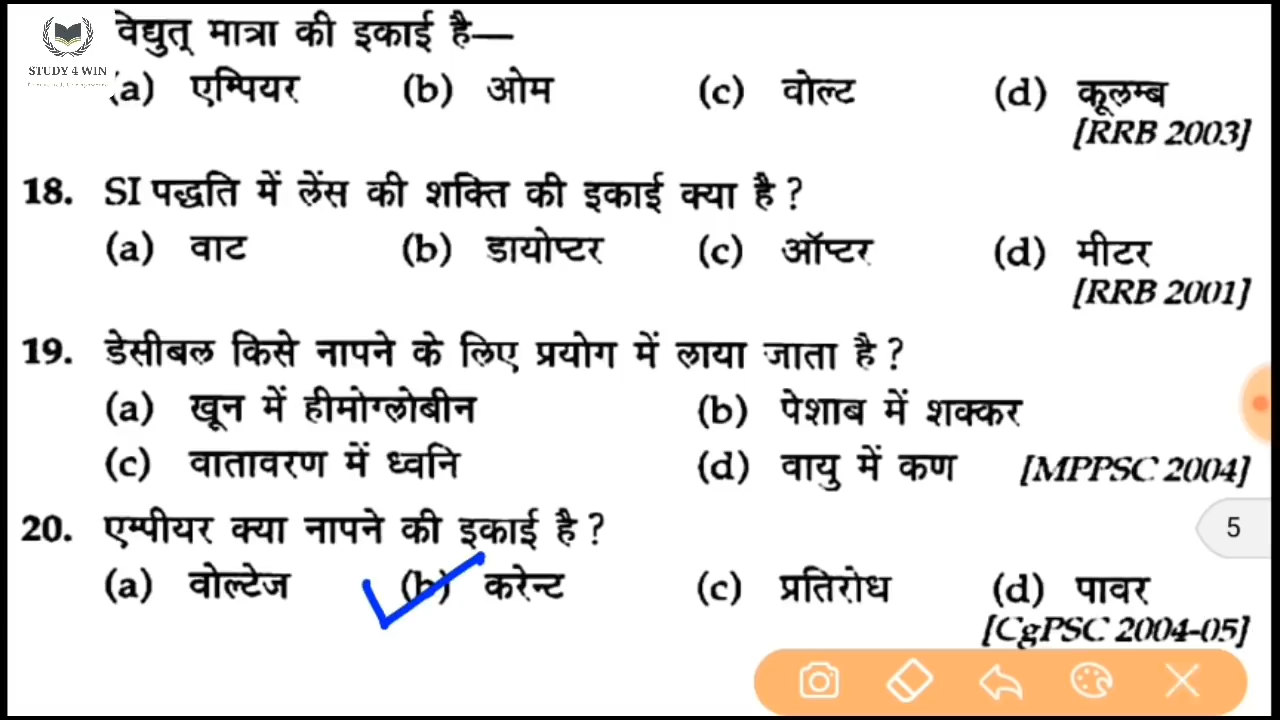 वेद्युत् मात्रा की इकाई है—
STUDY 4 WIN
(a) एम्पियर (b) ओम (c) वोल्ट (d) कूलम्ब
[RRB 2003]
18. SI पद्धति में लेंस की शक्ति की इकाई क्या है ?
(a) वाट (b) डायोप्टर (c) ऑप्टर (d) मीटर
[RRB 2001]
19. डेसीबल किसे नापने के लिए प्रयोग में लाया जाता है ?
(a) खून में हीमोग्लोबीन (b) पेशाब में शक्कर
(c) वातावरण में ध्वनि (d) वायु में कण [MPPSC 2004]
20. एम्पीयर क्या नापने की इकाई है ?
5
(a) वोल्टेज (b) करेन्ट (c) प्रतिरोध (d) पावर
[CgPSC 2004-05]